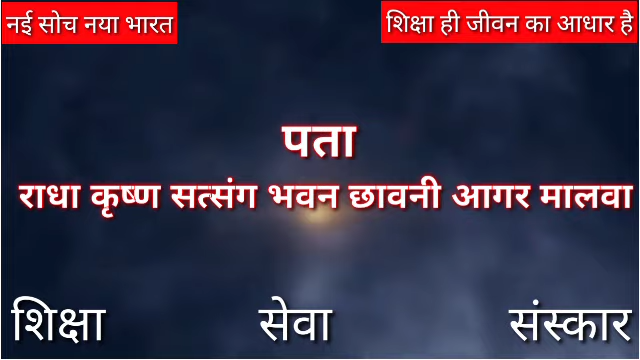 नई सोच नया भारत
शिक्षा ही जीवन का आधार है
पता
राधा कृष्ण सत्संग भवन छावनी आगर मालवा
शिक्षा सेवा संस्कार